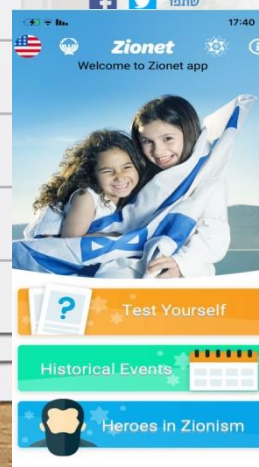 שתפו
17:40
Zionet
Welcome to Zionet app
?
Test Yourself
Historical Events
Heroes in Zionism